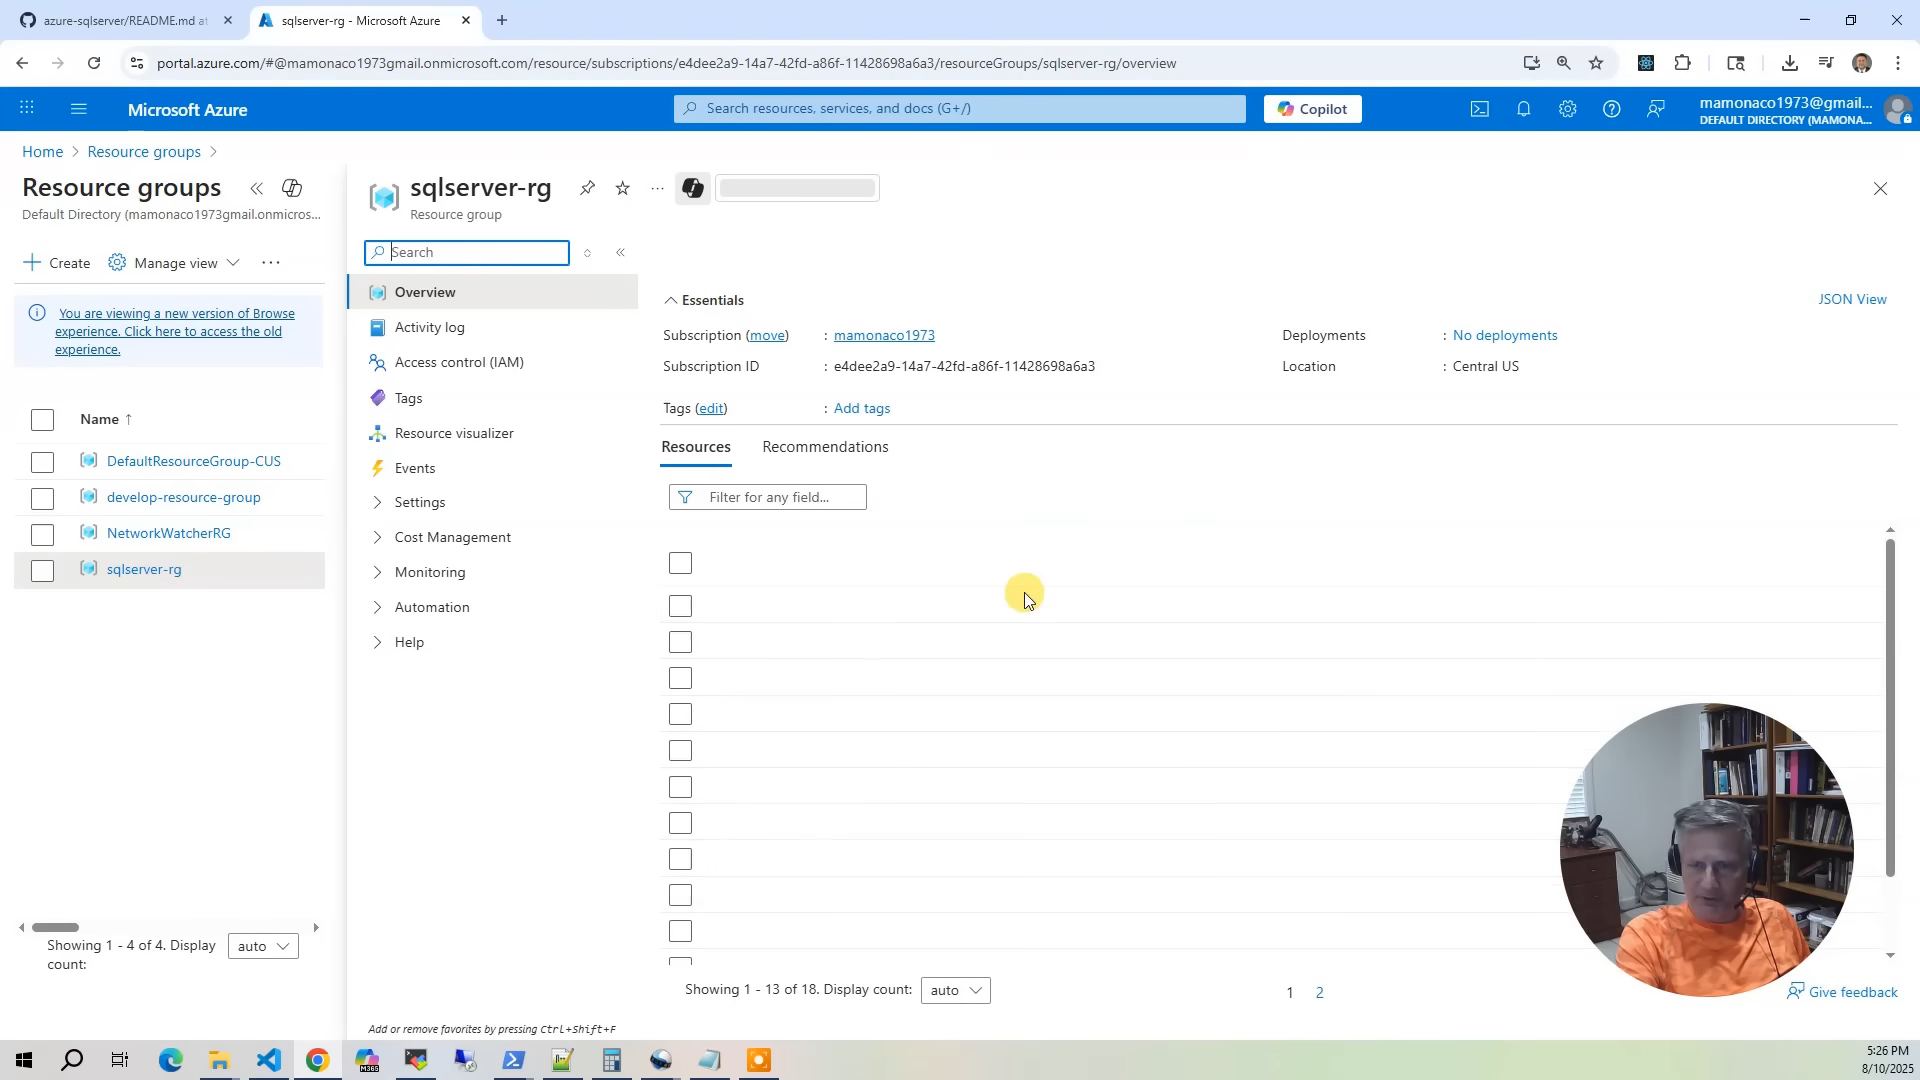 azure-sqlserver/README.md at
sqlserver-rg - Microsoft Azure
portal.azure.com/#@mamonaco1973gmail.onmicrosoft.com/resource/subscriptions/e4dee2a9-14a7-42fd-a86f-11428698a6a3/resourceGroups/sqlserver-rg/overview
Microsoft Azure
Search resources, services, and docs (G+/)
Copilot
mamonaco1973@gmail...
DEFAULT DIRECTORY (MAMONA...
Home
Resource groups
Resource groups
Default Directory (mamonaco1973gmail.onmicros...
Create
Manage view
You are viewing a new version of Browse
experience. Click here to access the old
experience.
Name ↑
DefaultResourceGroup-CUS
develop-resource-group
NetworkWatcherRG
sqlserver-rg
Showing 1 - 4 of 4. Display
count:
auto
sqlserver-rg
Resource group
Search
Overview
Activity log
Access control (IAM)
Tags
Resource visualizer
Events
Settings
Cost Management
Monitoring
Automation
Help
Add or remove favorites by pressing Ctrl+Shift+F
Essentials
JSON View
Subscription (move) : mamonaco1973
Deployments : No deployments
Subscription ID : e4dee2a9-14a7-42fd-a86f-11428698a6a3
Location : Central US
Tags (edit) : Add tags
Resources
Recommendations
Filter for any field...
Showing 1 - 13 of 18. Display count:
auto
1
2
Give feedback
M365
5:26 PM
8/10/2025